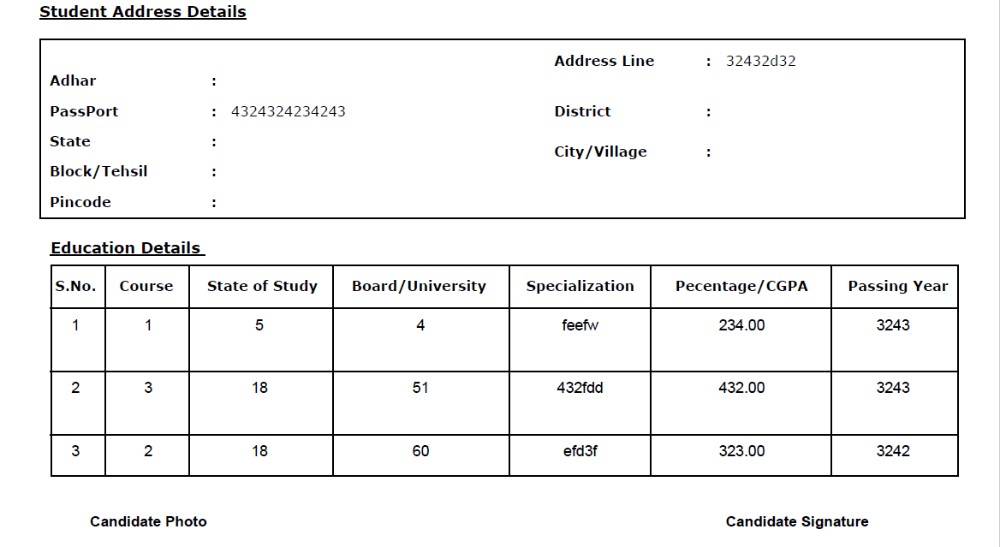 Student Address Details
Address Line : 32432d32
Adhar :
PassPort : 4324324234243 District :
State :
City/Village :
Block/Tehsil :
Pincode :
Education Details
S.No. Course State of Study Board/University Specialization Pecentage/CGPA Passing Year
1 1 5 4 feefw 234.00 3243
2 3 18 51 432fdd 432.00 3243
3 2 18 60 efd3f 323.00 3242
Candidate Photo Candidate Signature